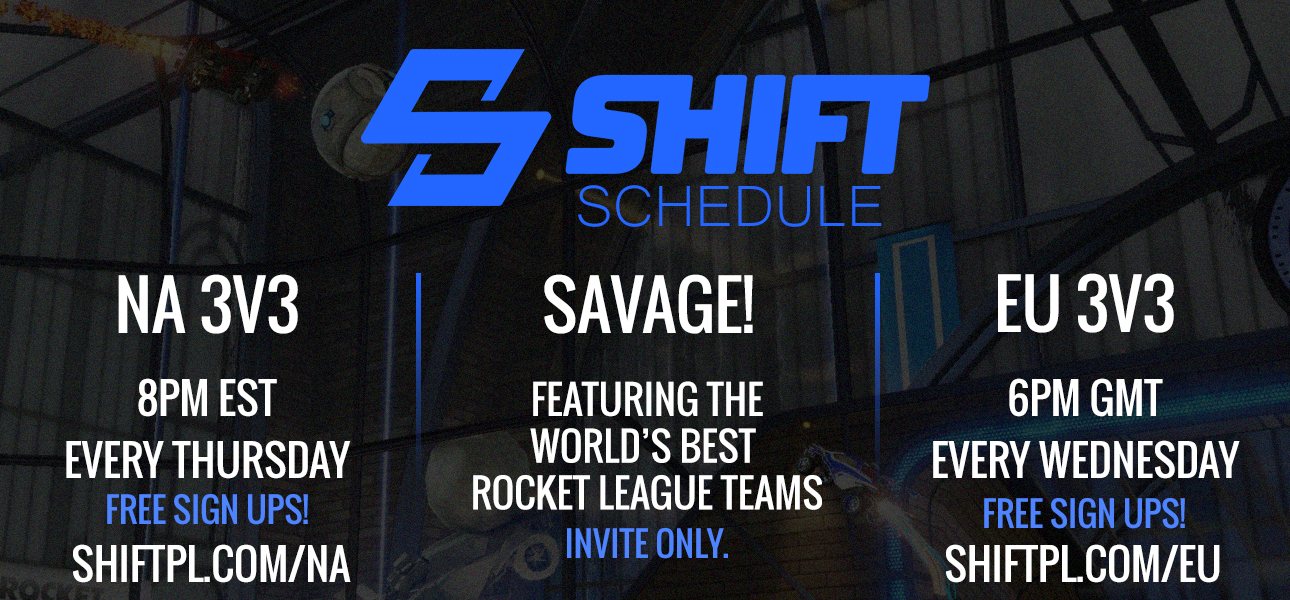 SHIFT
SCHEDULE
NA 3V3
8PM EST
EVERY THURSDAY
FREE SIGN UPS!
SHIFTPL.COM/NA
SAVAGE!
FEATURING THE
WORLD'S BEST
ROCKET LEAGUE TEAMS
INVITE ONLY.
EU 3V3
6PM GMT
EVERY WEDNESDAY
FREE SIGN UPS!
SHIFTPL.COM/EU
ROCKET